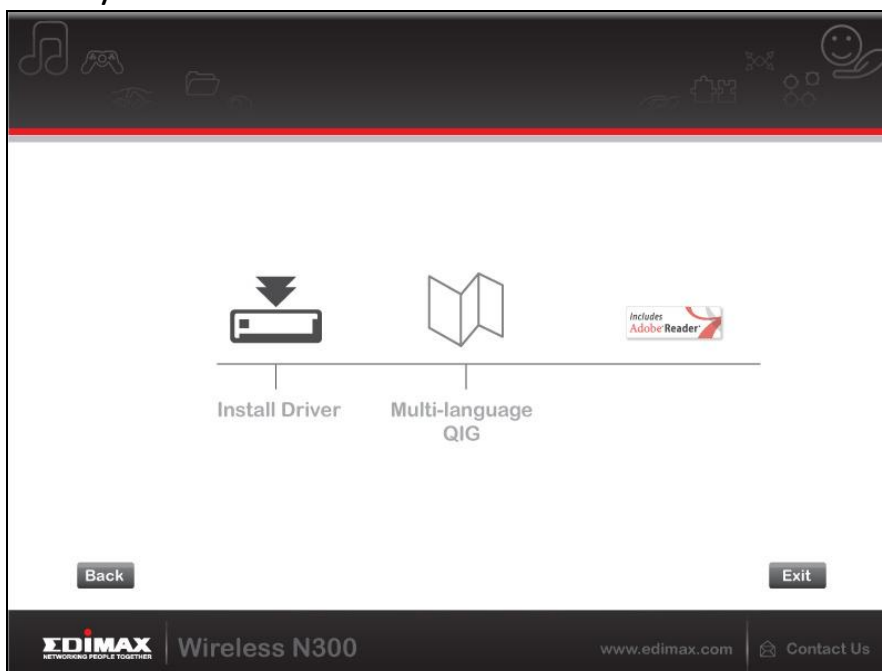 includes
Adobe Reader
Install Driver
Multi-language
QIG
Back
Exit
EDIMAX
NETWORKING PEOPLE TOGETHER
Wireless N300
www.edimax.com
Contact Us